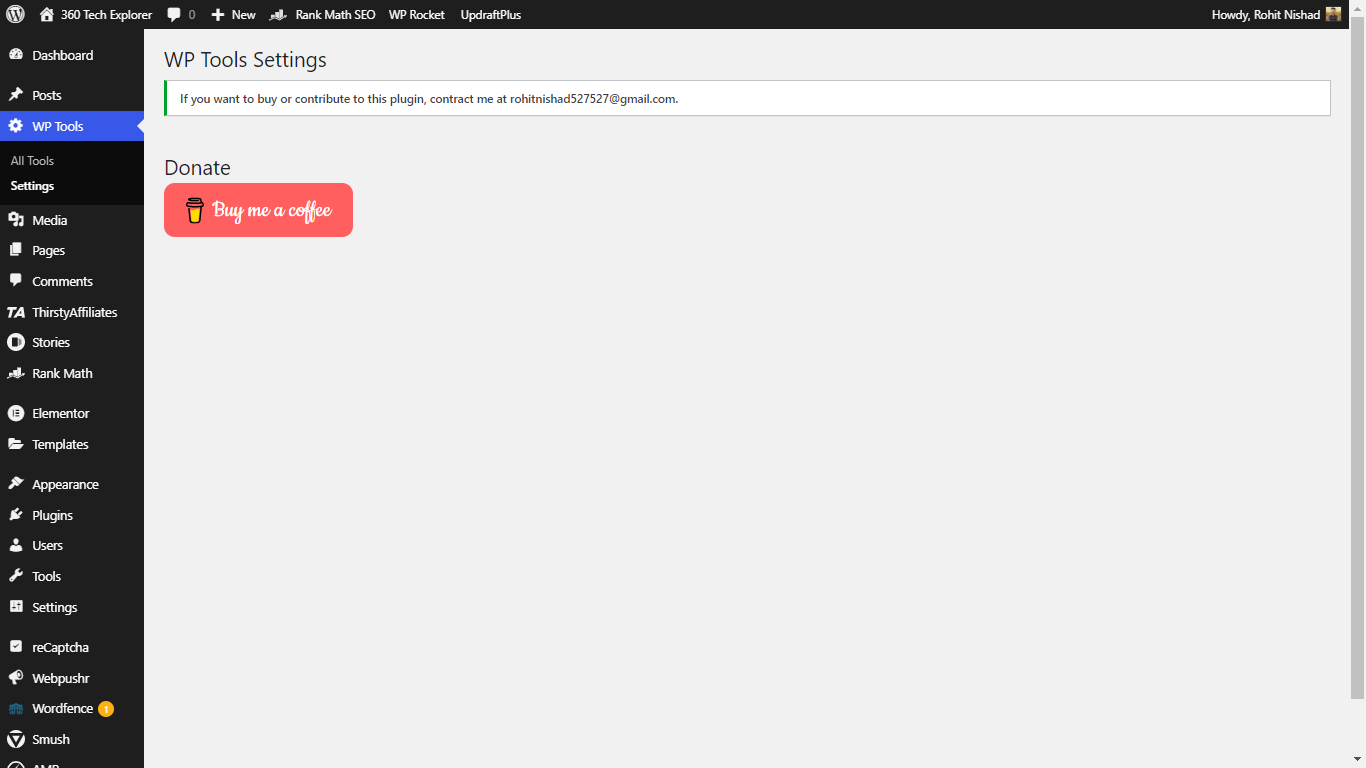 360 Tech Explorer
0
New
Rank Math SEO
WP Rocket
UpdraftPlus
Howdy, Rohit Nishad
Dashboard
Posts
WP Tools
All Tools
Settings
Media
Pages
Comments
TA ThirstyAffiliates
Stories
Rank Math
Elementor
Templates
Appearance
Plugins
Users
Tools
Settings
reCaptcha
Webpushr
Wordfence 1
Smush
WP Tools Settings
If you want to buy or contribute to this plugin, contract me at rohitnishad527527@gmail.com.
Donate
Buy me a coffee